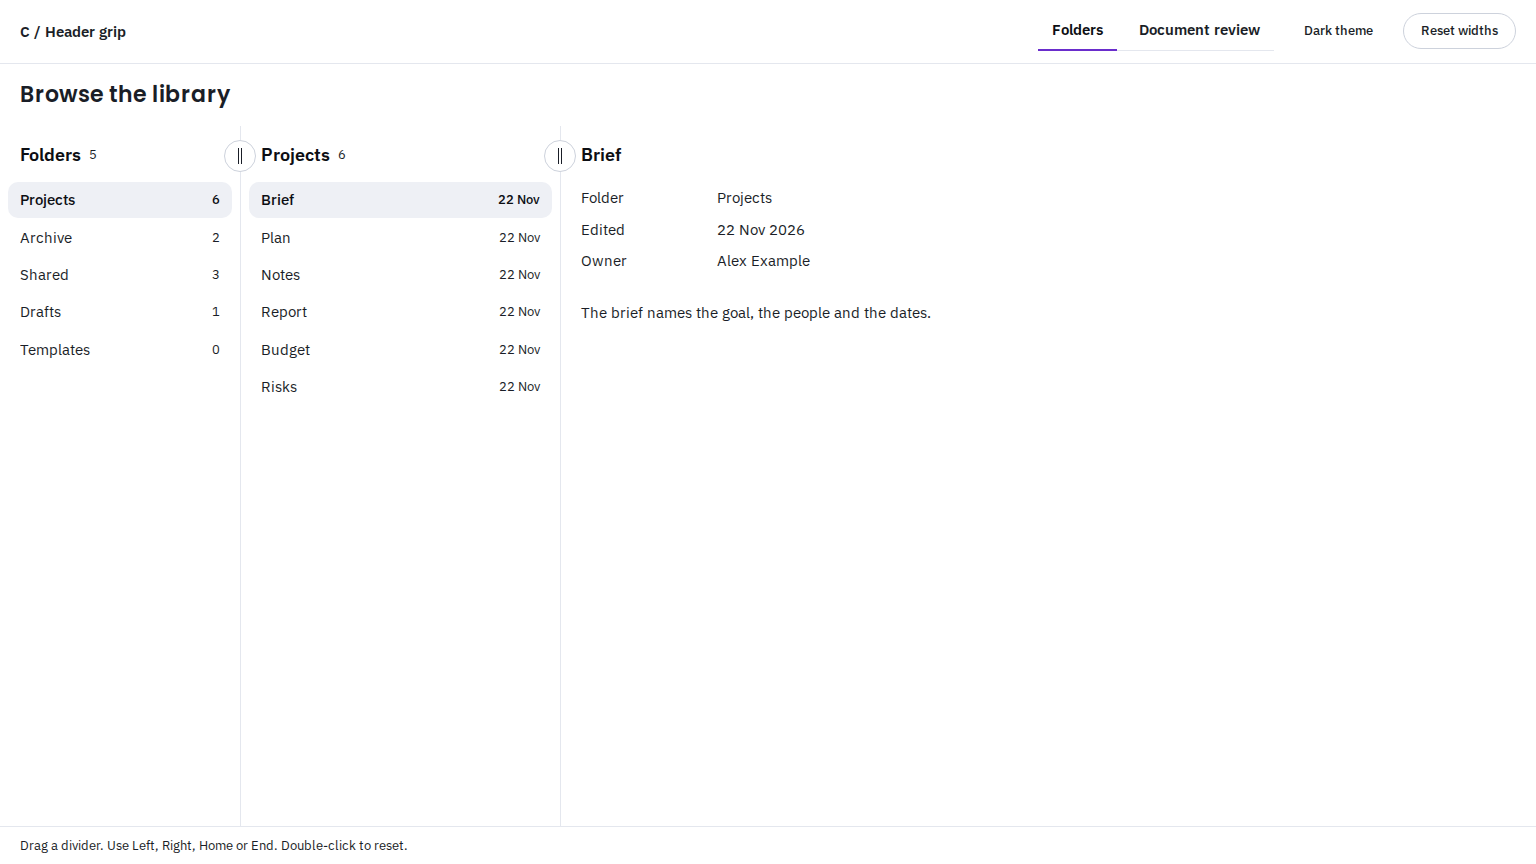 C / Header grip
Folders
Document review
Dark theme
Reset widths
Browse the library
Folders 5
Projects 6
Archive 2
Shared 3
Drafts 1
Templates 0
Projects 6
Brief 22 Nov
Plan 22 Nov
Notes 22 Nov
Report 22 Nov
Budget 22 Nov
Risks 22 Nov
Brief
Folder Projects
Edited 22 Nov 2026
Owner Alex Example
The brief names the goal, the people and the dates.
Drag a divider. Use Left, Right, Home or End. Double-click to reset.